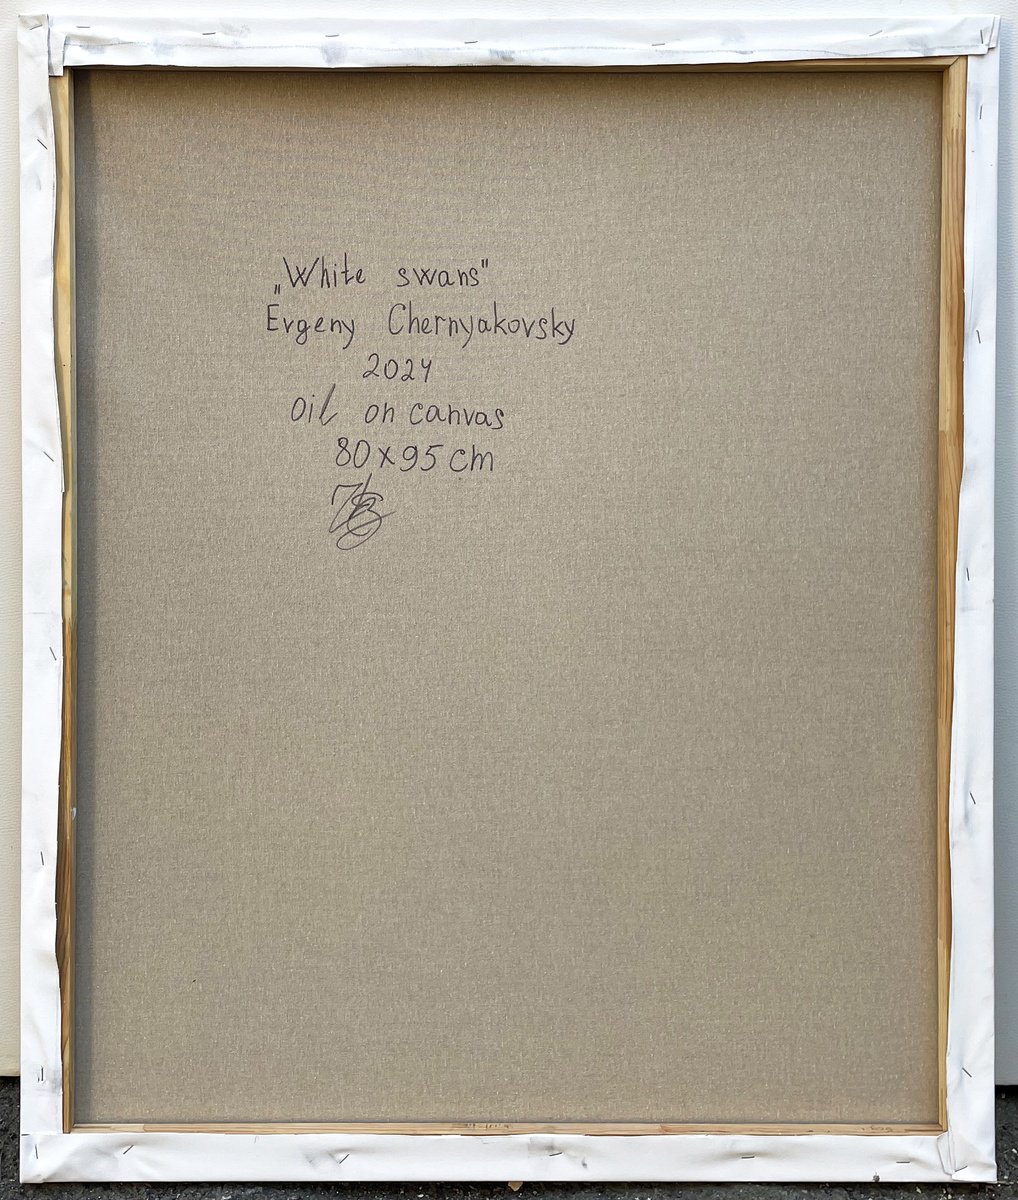 „White swans"
Evgeny Chernyakovsky
2024
oil on canvas
80x95 cm